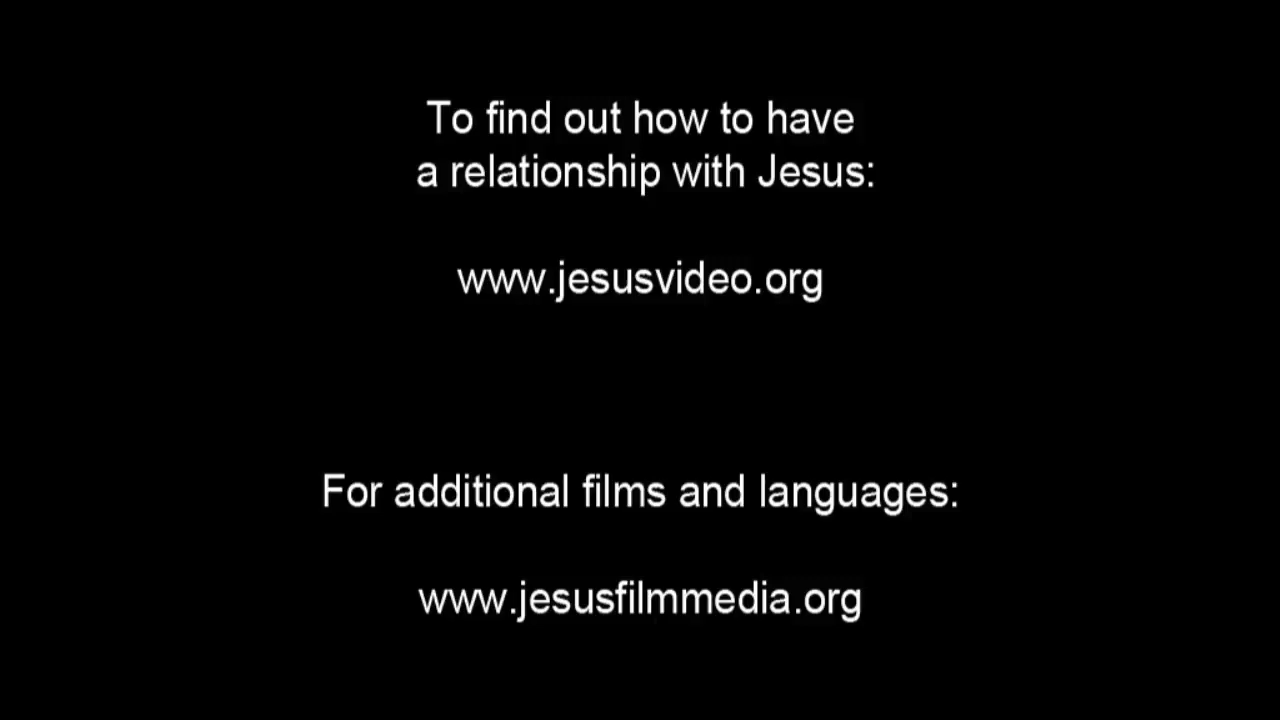 To find out how to have
a relationship with Jesus:
www.jesusvideo.org
For additional films and languages:
www.jesusfilmmedia.org